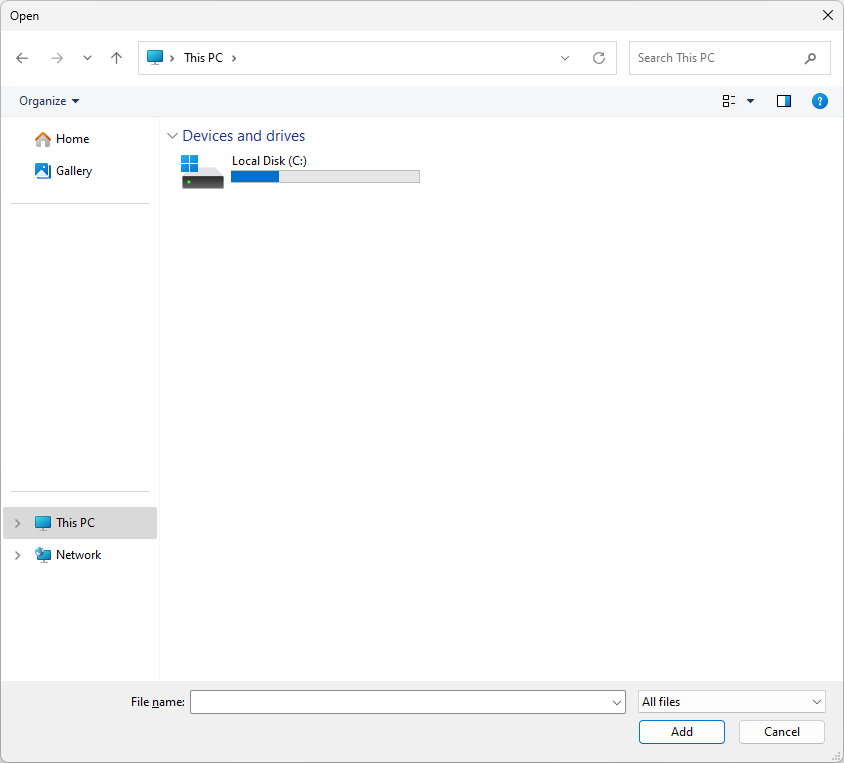 Open
This PC
Search This PC
Organize
?
Home
Gallery
Devices and drives
Local Disk (C:)
This PC
Network
File name:
All files
Add
Cancel